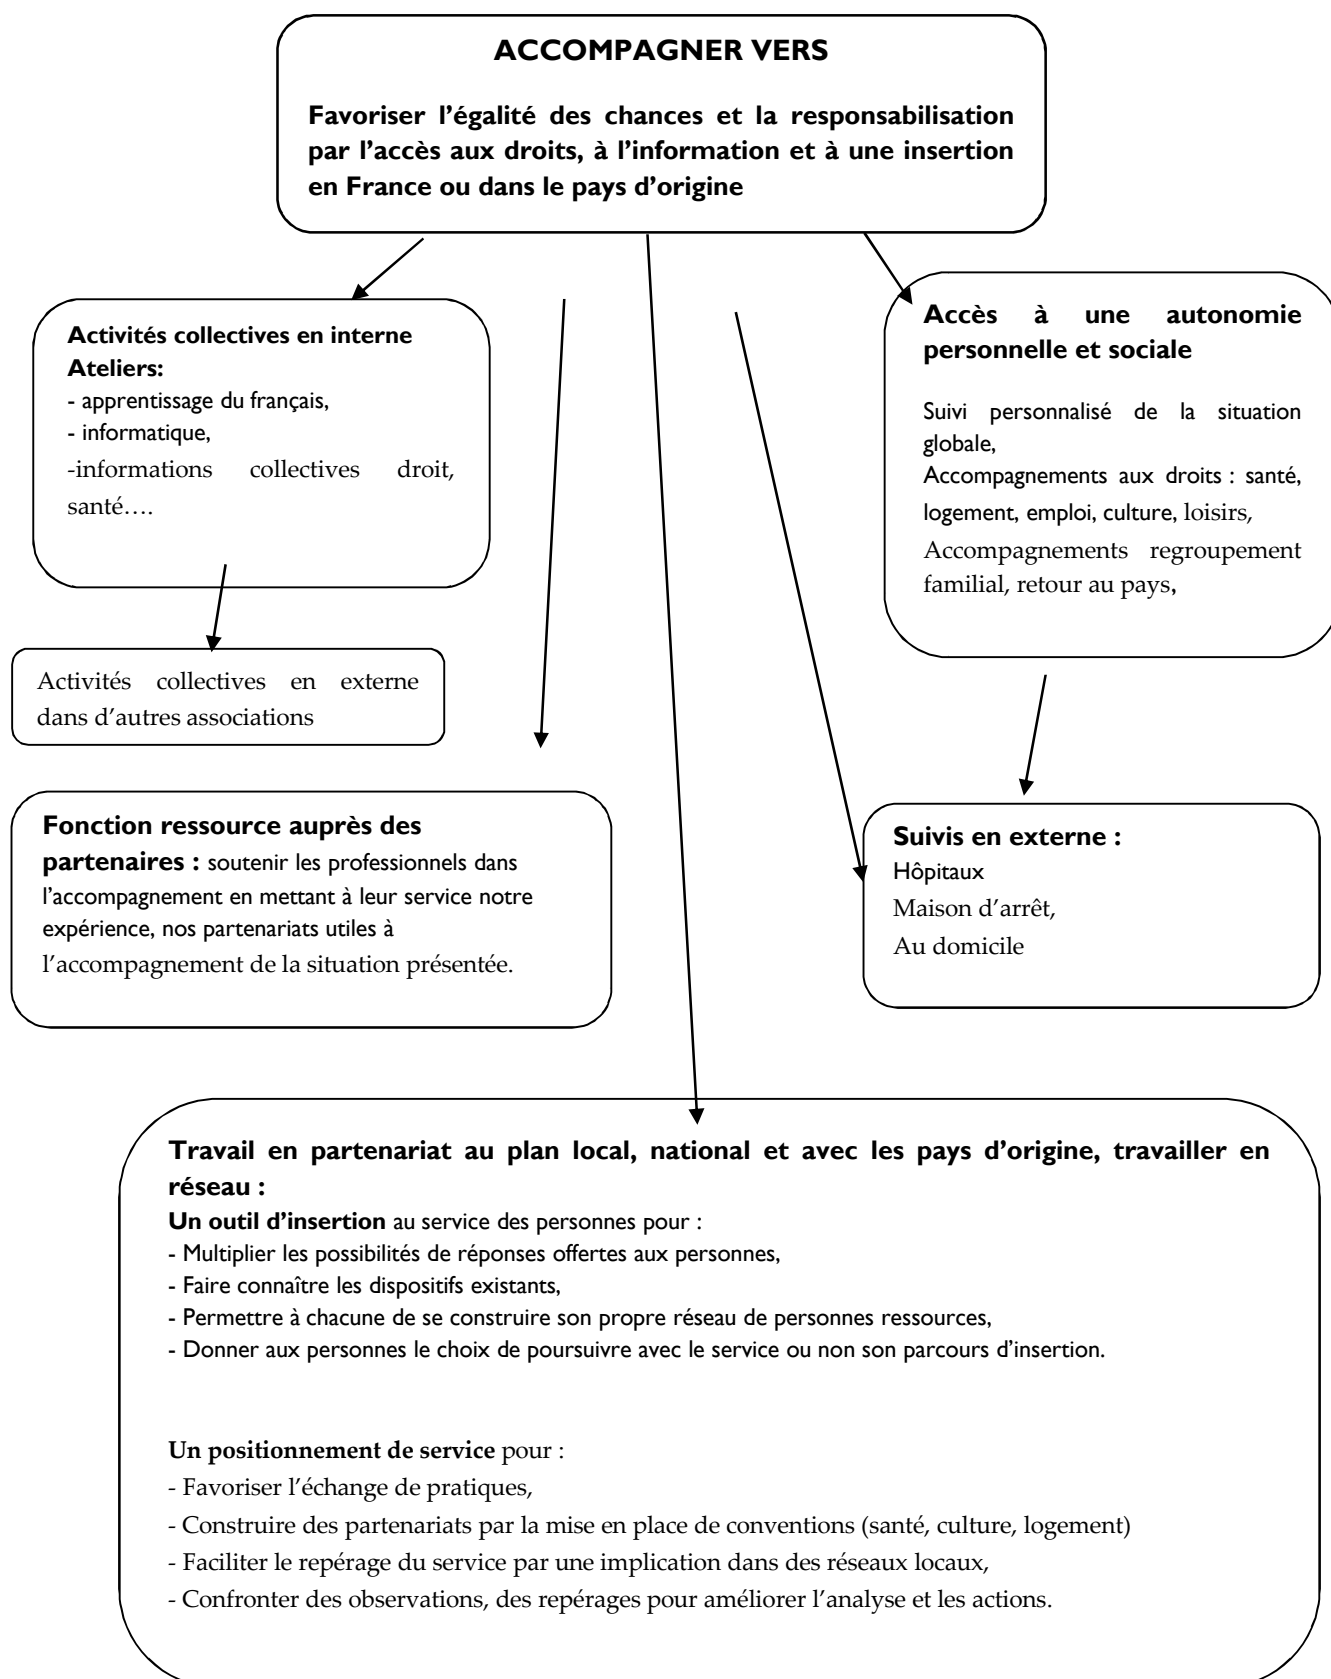 ACCOMPAGNER VERS
Favoriser l’égalité des chances et la responsabilisation
par l’accès aux droits, à l’information et à une insertion
en France ou dans le pays d’origine
Activités collectives en interne
Ateliers:
- apprentissage du français,
- informatique,
-informations collectives droit,
santé….
Accès à une autonomie
personnelle et sociale
Suivi personnalisé de la situation
globale,
Accompagnements aux droits : santé,
logement, emploi, culture, loisirs,
Accompagnements regroupement
familial, retour au pays,
Activités collectives en externe
dans d’autres associations
Fonction ressource auprès des
partenaires : soutenir les professionnels dans
l’accompagnement en mettant à leur service notre
expérience, nos partenariats utiles à
l’accompagnement de la situation présentée.
Suivis en externe :
Hôpitaux
Maison d’arrêt,
Au domicile
Travail en partenariat au plan local, national et avec les pays d’origine, travailler en
réseau :
Un outil d’insertion au service des personnes pour :
- Multiplier les possibilités de réponses offertes aux personnes,
- Faire connaître les dispositifs existants,
- Permettre à chacune de se construire son propre réseau de personnes ressources,
- Donner aux personnes le choix de poursuivre avec le service ou non son parcours d’insertion.
Un positionnement de service pour :
- Favoriser l’échange de pratiques,
- Construire des partenariats par la mise en place de conventions (santé, culture, logement)
- Faciliter le repérage du service par une implication dans des réseaux locaux,
- Confronter des observations, des repérages pour améliorer l’analyse et les actions.